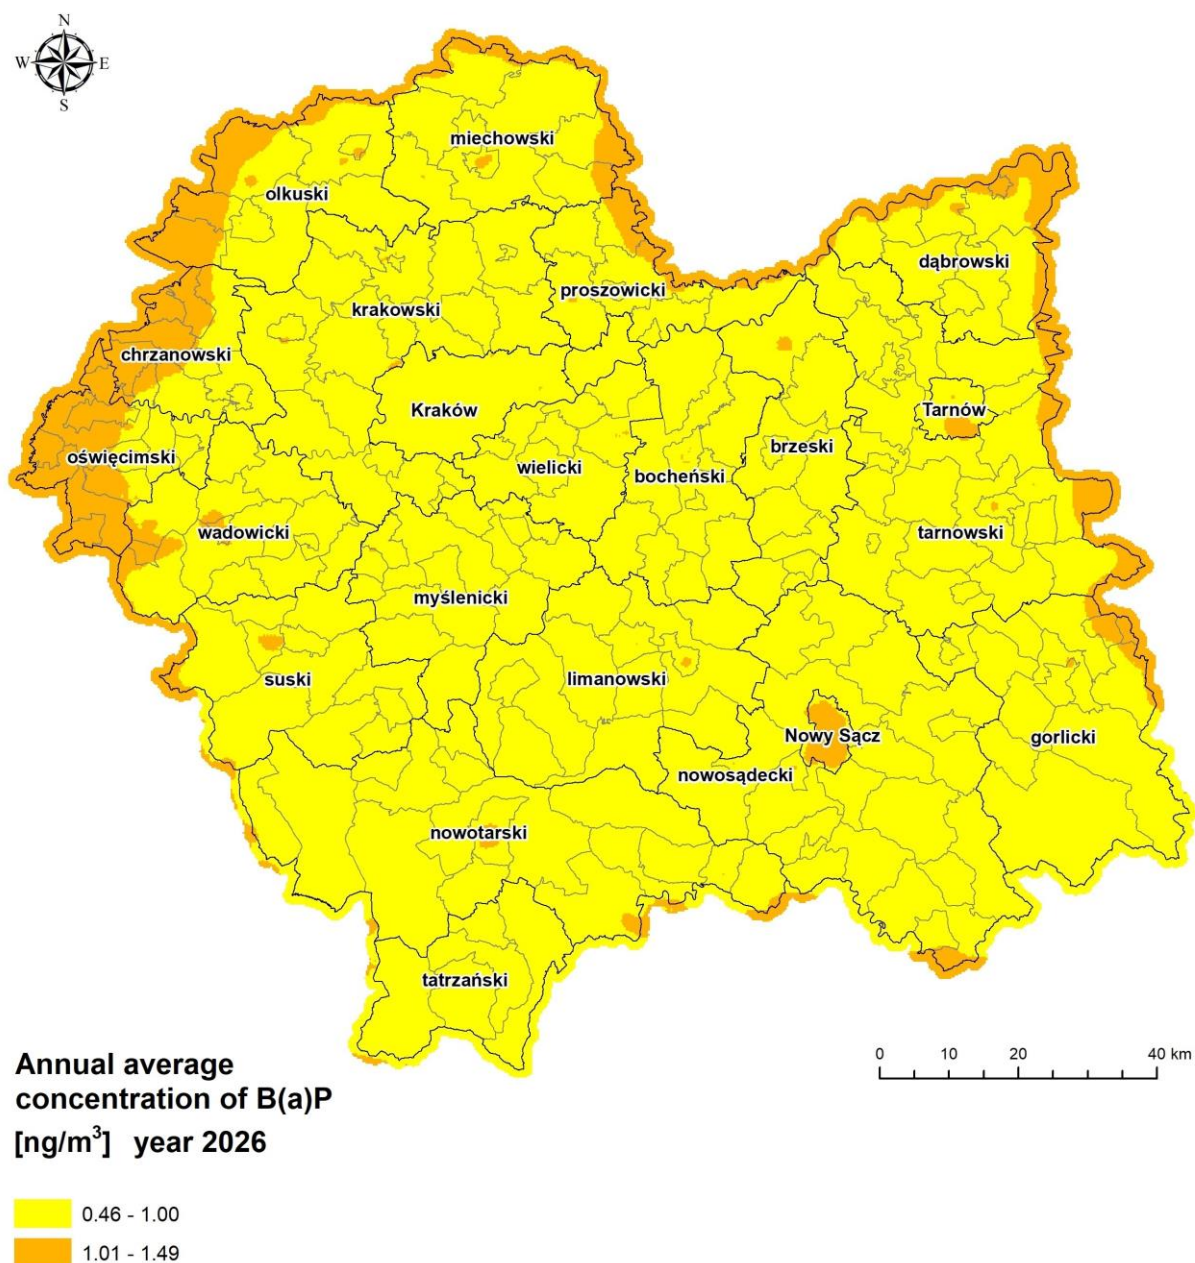 N
W E
S
miechowski
olkuski
dąbrowski
proszowicki
krakowski
chrzanowski
Kraków
Tarnów
brzeski
oświęcimski
wielicki
bocheński
wadowicki
tarnowski
myślenicki
suski
limanowski
Nowy Sącz
gorlicki
nowosądecki
nowotarski
tatrzański
Annual average
concentration of B(a)P
[ng/m³] year 2026
0 10 20 40 km
0.46 - 1.00
1.01 - 1.49